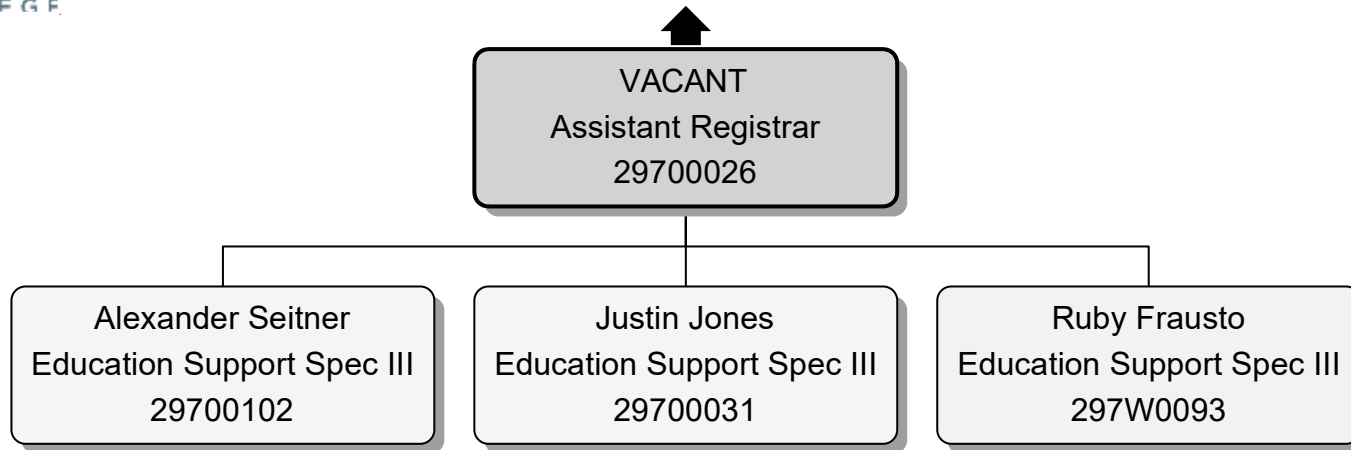 VACANT
Assistant Registrar
29700026
Alexander Seitner
Education Support Spec III
29700102
Justin Jones
Education Support Spec III
29700031
Ruby Frausto
Education Support Spec III
297W0093